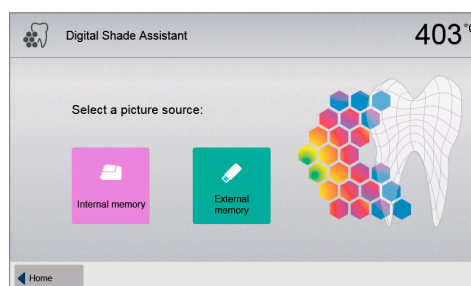 Digital Shade Assistant
403°C
Select a picture source:
Internal memory
External
memory
Home